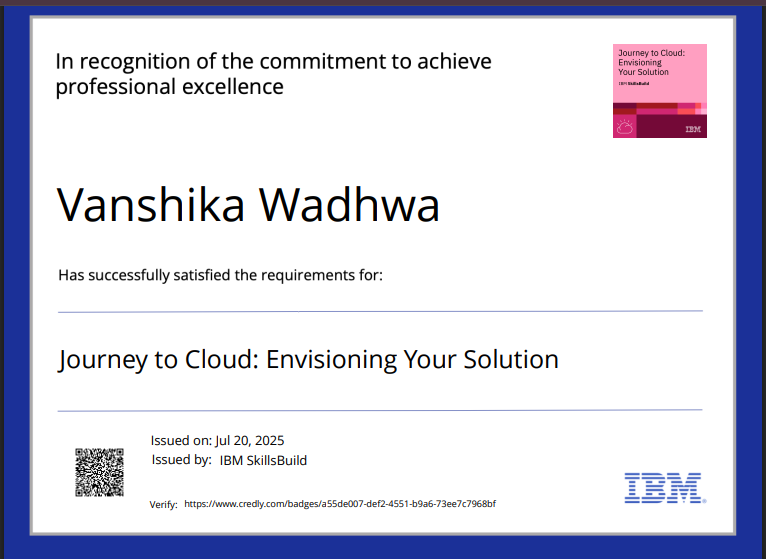 In recognition of the commitment to achieve
professional excellence
Journey to Cloud:
Envisioning
Your Solution
IBM SkillsBuild
IBM
Vanshika Wadhwa
Has successfully satisfied the requirements for:
Journey to Cloud: Envisioning Your Solution
Issued on: Jul 20, 2025
Issued by: IBM SkillsBuild
Verify: https://www.credly.com/badges/a55de007-def2-4551-b9a6-73ee7c7968bf
IBM.